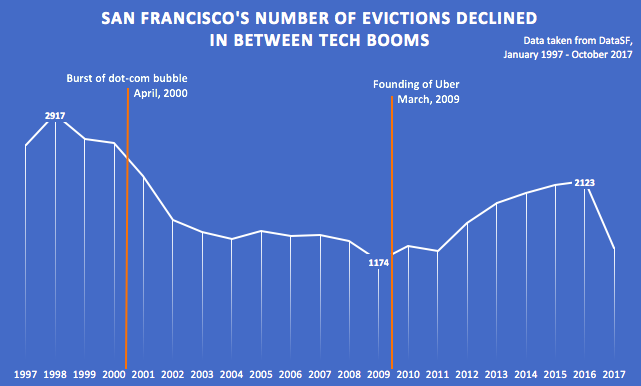 SAN FRANCISCO'S NUMBER OF EVICTIONS DECLINED
IN BETWEEN TECH BOOMS
Data taken from DataSF,
January 1997 - October 2017
Burst of dot-com bubble
April, 2000
Founding of Uber
March, 2009
2917
2123
1174
1997 1998 1999 2000 2001 2002 2003 2004 2005 2006 2007 2008 2009 2010 2011 2012 2013 2014 2015 2016 2017